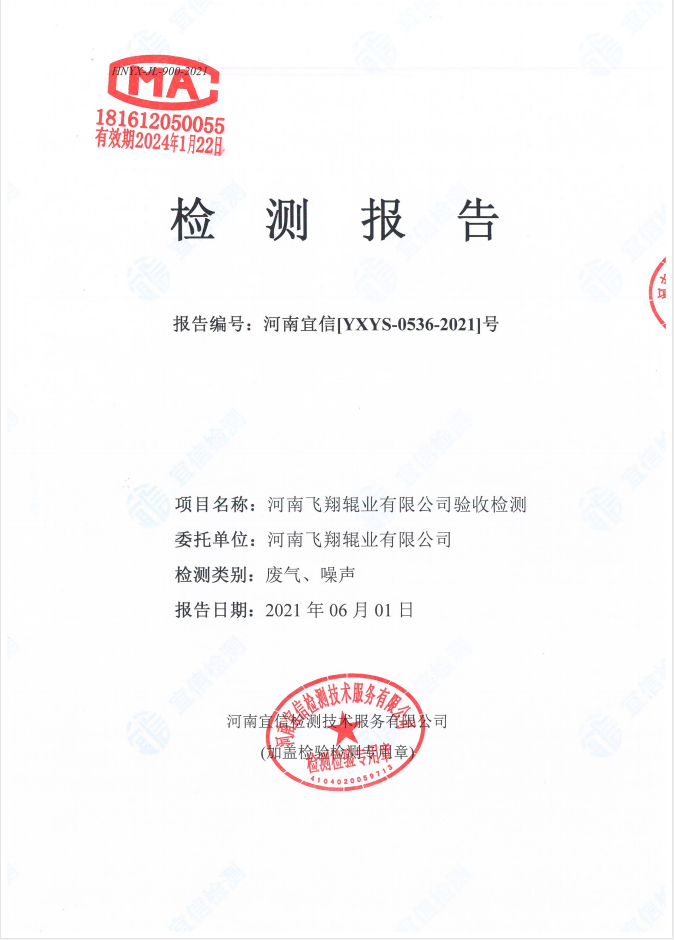 HNYX-JL-900-2021
MA
181612050055
有效期2024年1月22日
检 测 报 告
报告编号：河南宜信[YXYS-0536-2021]号
项目名称：河南飞翔辊业有限公司验收检测
委托单位：河南飞翔辊业有限公司
检测类别：废气、噪声
报告日期：2021 年 06 月 01 日
河南宜信检测技术服务有限公司
河南宜信检测技术服务有限公司
(加盖检验检测专用章)
检测检验专用章
4104020059713
宜信检测